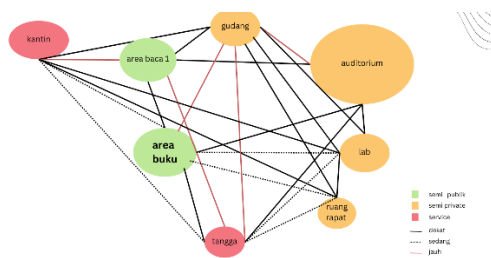 gudang
kantin
area baca 1
auditorium
area
buku
lab
semi publik
semi private
service
ruang
rapat
dekat
sedang
tangga
jauh